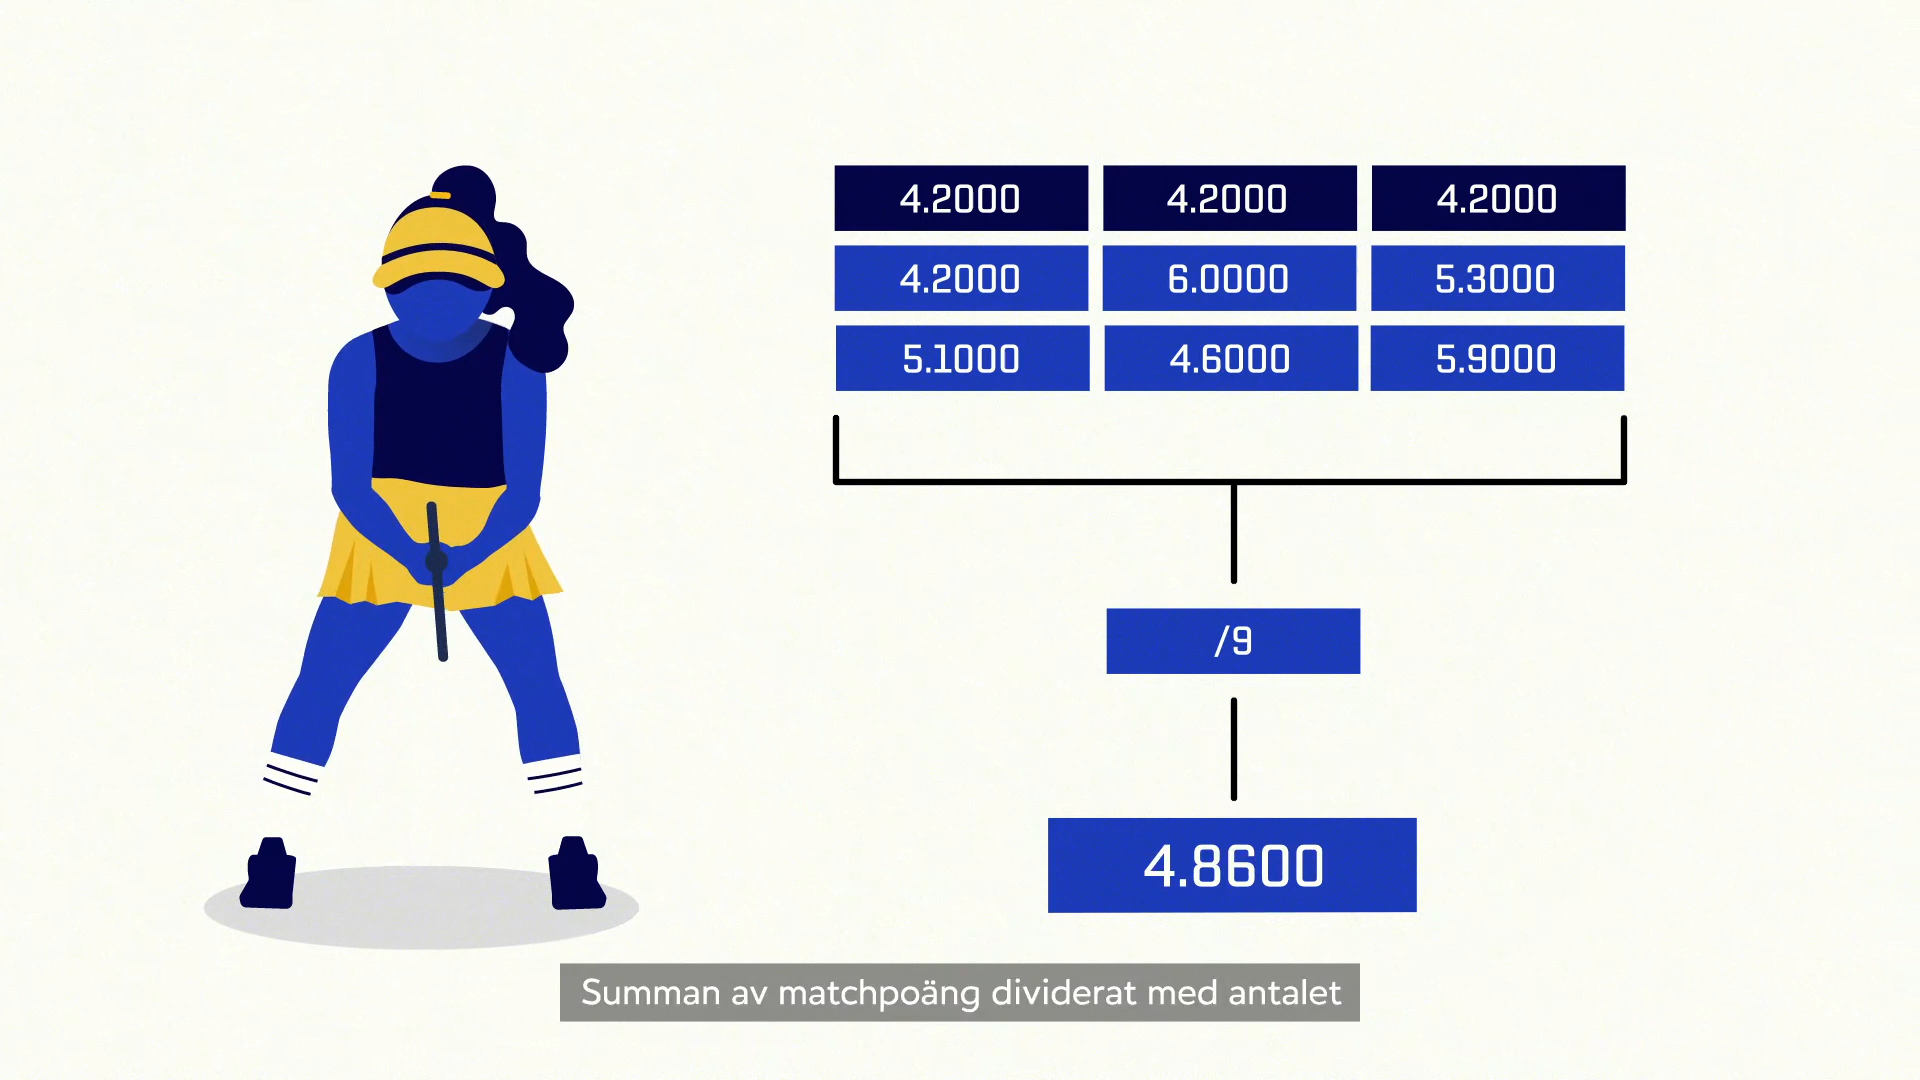 4.2000 4.2000 4.2000
4.2000 6.0000 5.3000
5.1000 4.6000 5.9000
/9
4.8600
Summan av matchpoäng dividerat med antalet